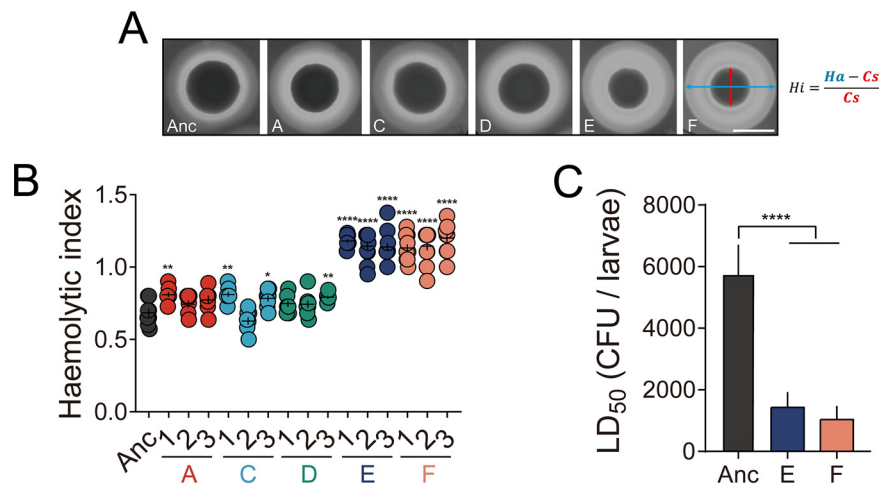 A
Anc
A
C
D
E
F
Hi = Ha − Cs
Cs
B
Haemolytic index
1.5
1.0
0.5
0.0
**
**
*
**
****
****
****
****
****
****
Anc
1
2
3
1
2
3
1
2
3
1
2
3
1
2
3
A
C
D
E
F
C
LD50 (CFU / larvae)
8000
6000
4000
2000
0
****
Anc
E
F